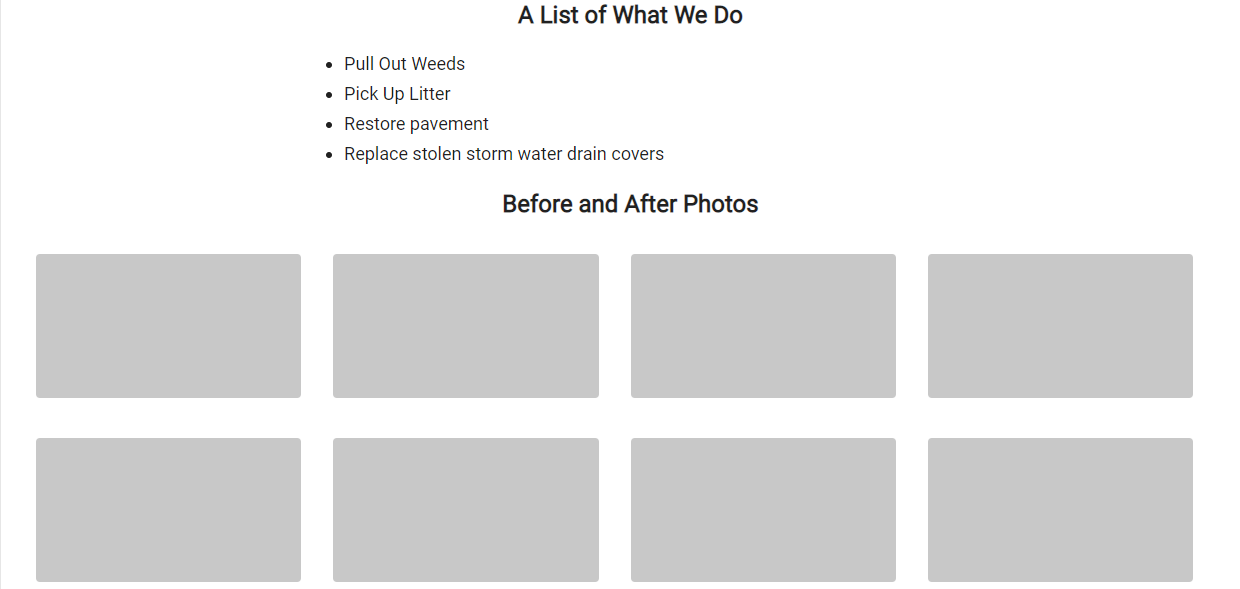 A List of What We Do
Pull Out Weeds
Pick Up Litter
Restore pavement
Replace stolen storm water drain covers
Before and After Photos